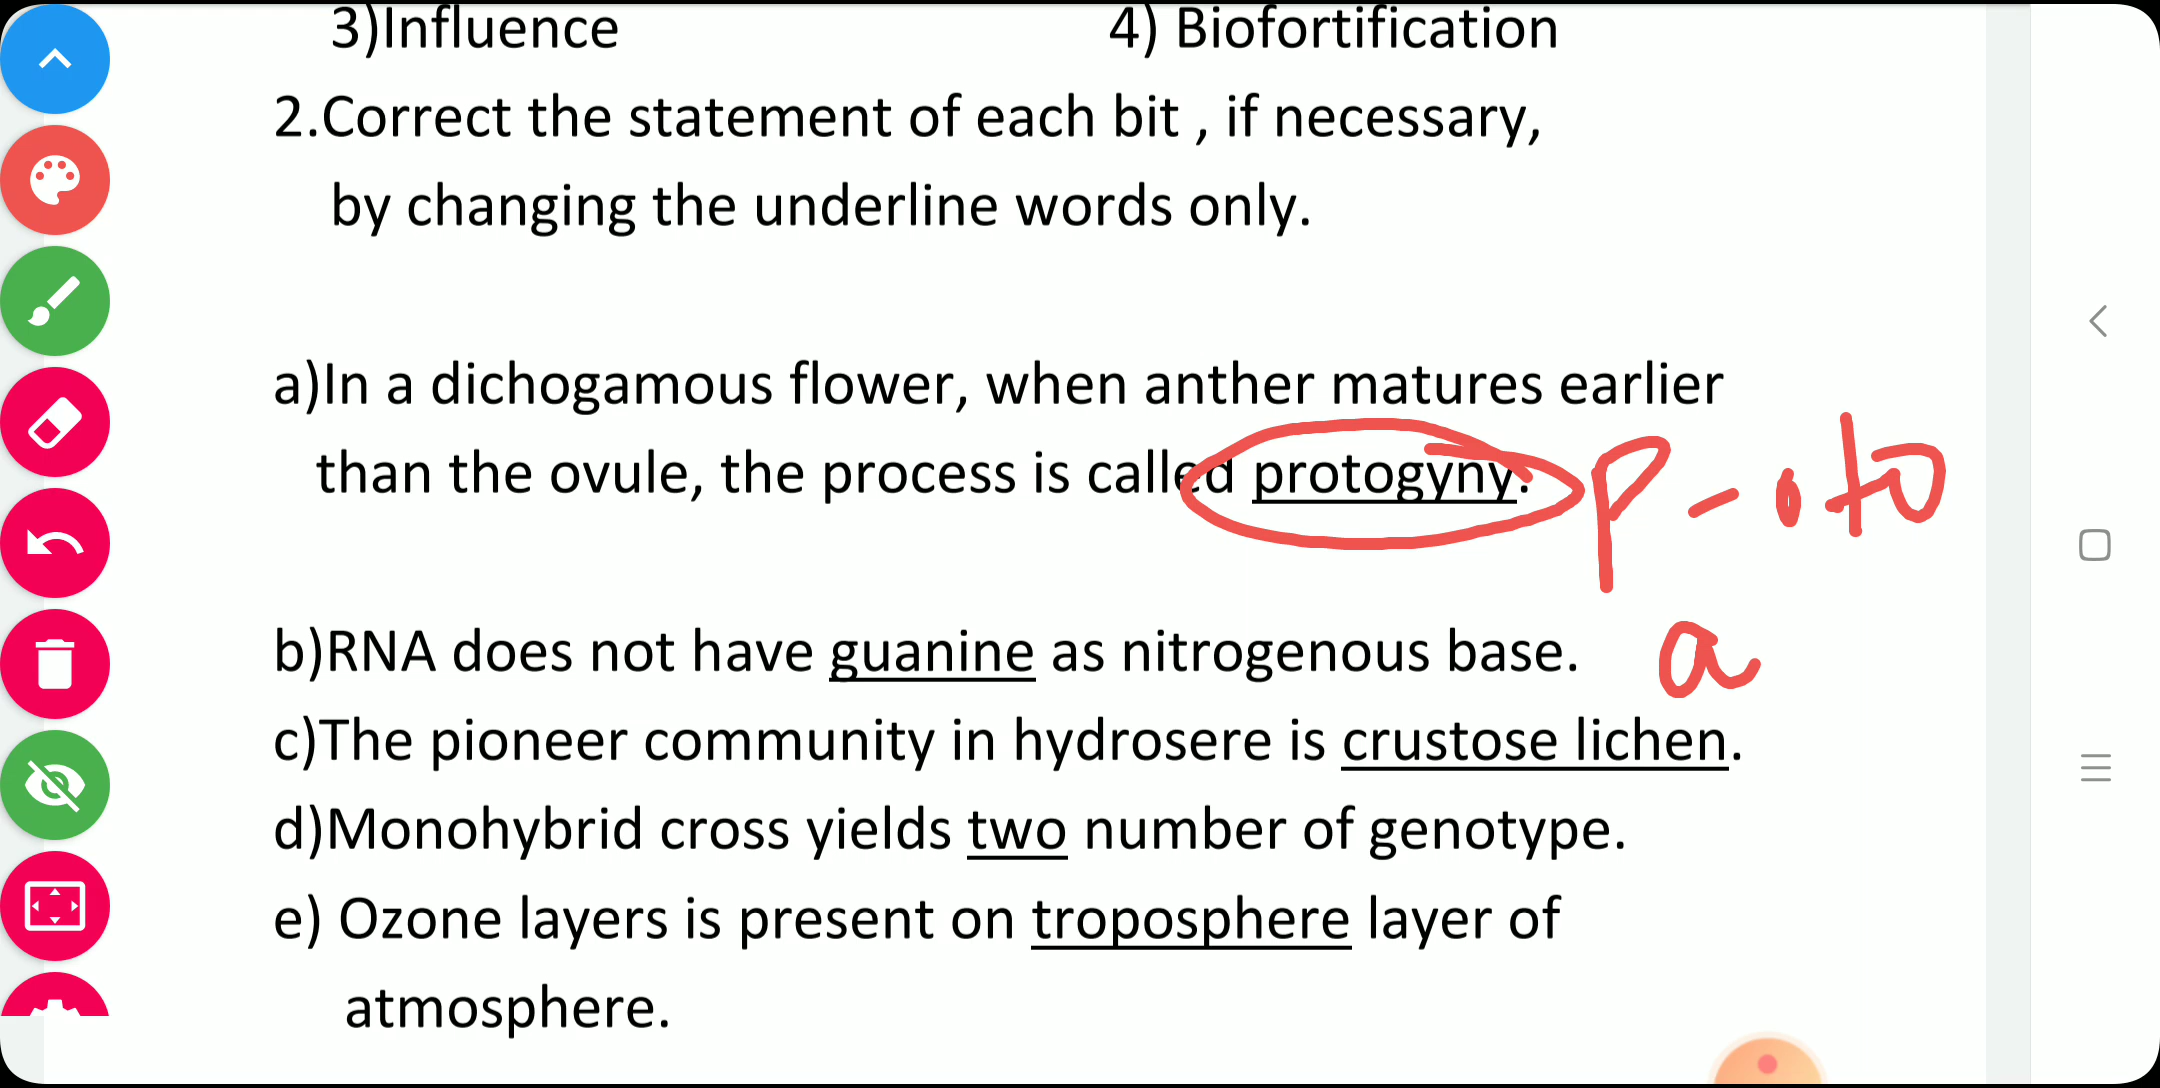 3)Influence 4) Biofortification
2.Correct the statement of each bit , if necessary,
by changing the underline words only.
a)In a dichogamous flower, when anther matures earlier
than the ovule, the process is called protogyny.
P-oto
b)RNA does not have guanine as nitrogenous base.
a
c)The pioneer community in hydrosere is crustose lichen.
d)Monohybrid cross yields two number of genotype.
e) Ozone layers is present on troposphere layer of
atmosphere.